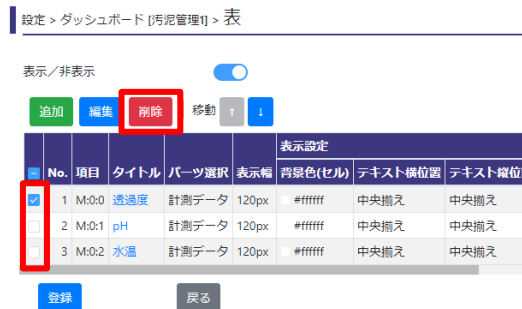 設定 > ダッシュボード [汚泥管理1] > 表
表示／非表示
追加 編集 削除 移動 ↑ ↓
表示設定
No. 項目 タイトル パーツ選択 表示幅 背景色(セル) テキスト横位置 テキスト縦位
1 M:0:0 透過度 計測データ 120px #ffffff 中央揃え 中央揃え
2 M:0:1 pH 計測データ 120px #ffffff 中央揃え 中央揃え
3 M:0:2 水温 計測データ 120px #ffffff 中央揃え 中央揃え
登録 戻る